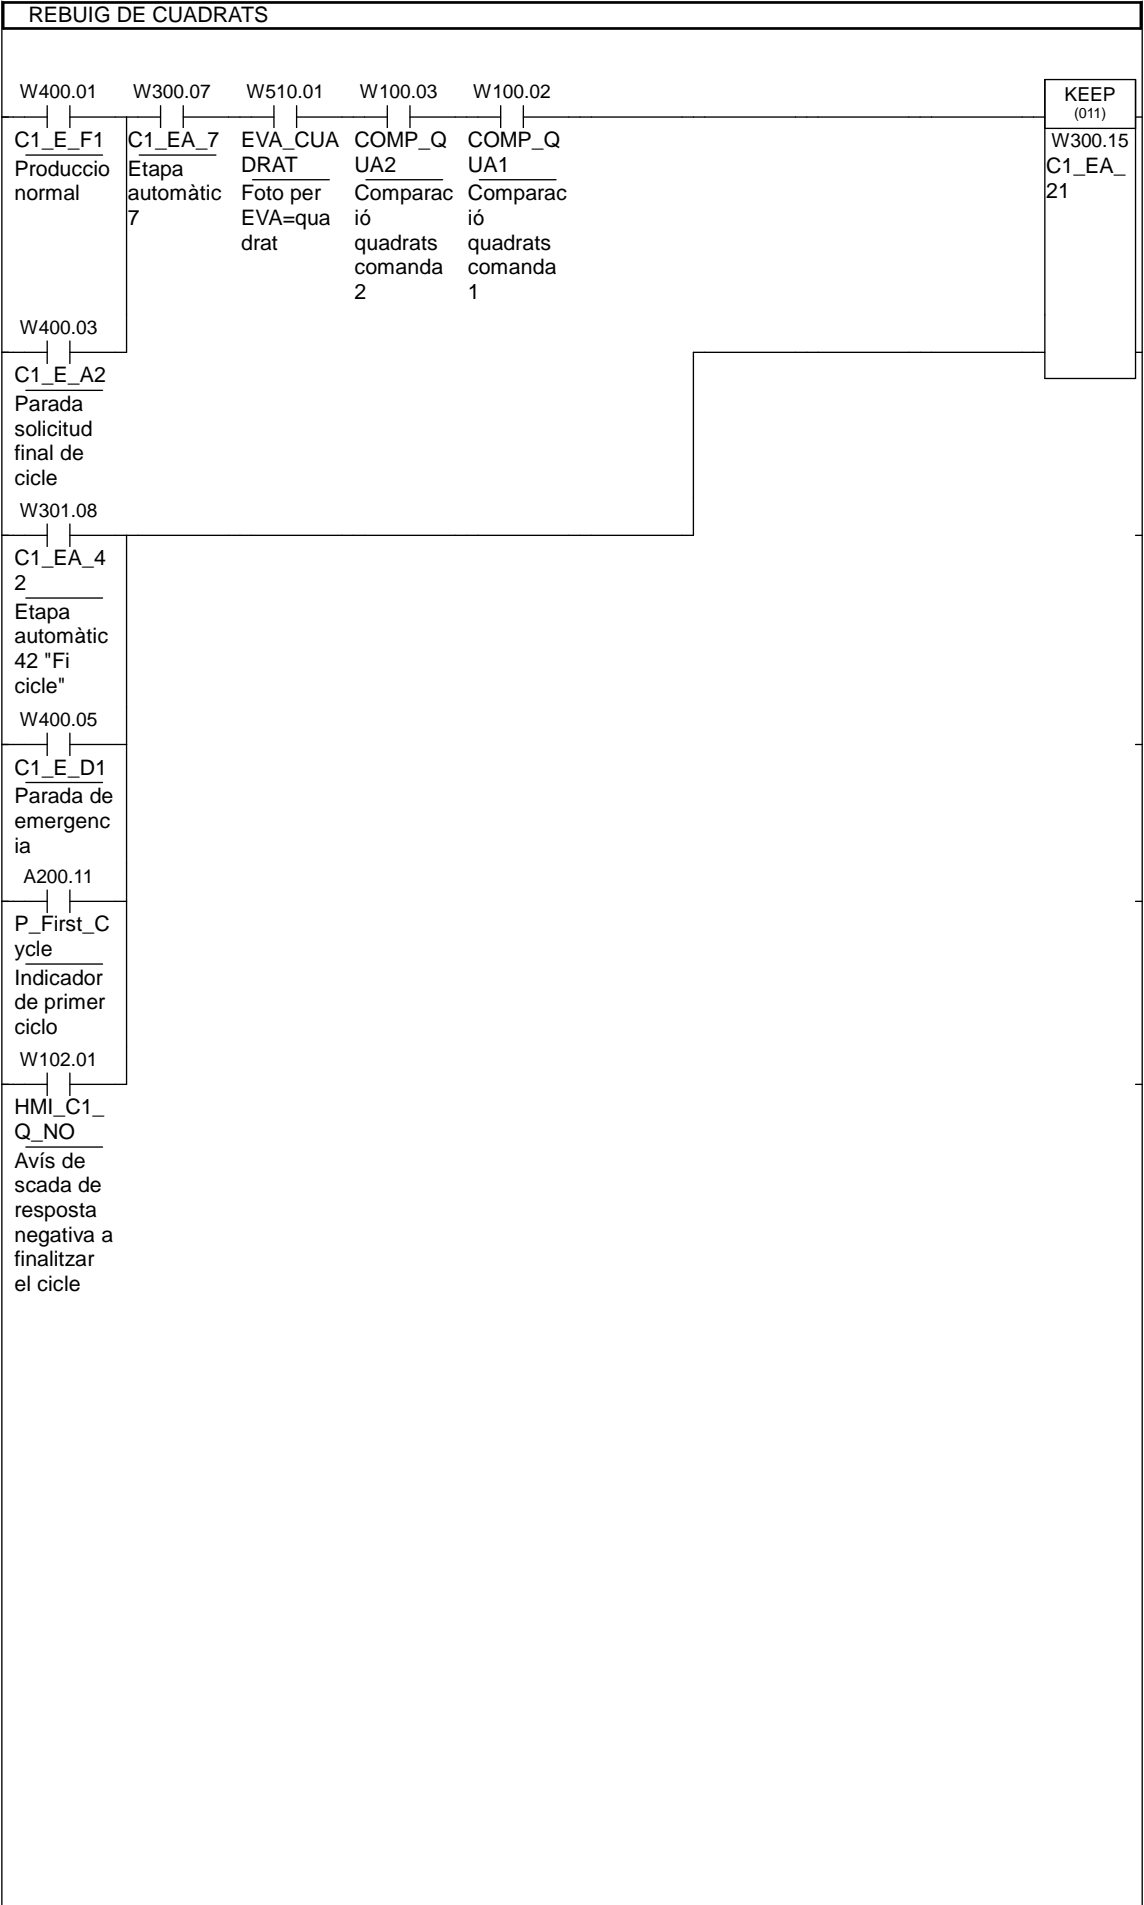 REBUIG DE CUADRATS
W400.01 W300.07 W510.01 W100.03 W100.02
KEEP
(011)
C1_E_F1 C1_EA_7 EVA_CUA COMP_Q COMP_Q
DRAT UA2 UA1
Produccio Etapa Foto per Comparac Comparac
normal automàtic EVA=qua ió ió
7 drat quadrats quadrats
comanda comanda
2 1
W300.15
C1_EA_
21
W400.03
C1_E_A2
Parada
solicitud
final de
cicle
W301.08
C1_EA_4
2
Etapa
automàtic
42 "Fi
cicle"
W400.05
C1_E_D1
Parada de
emergenc
ia
A200.11
P_First_C
ycle
Indicador
de primer
ciclo
W102.01
HMI_C1_
Q_NO
Avís de
scada de
resposta
negativa a
finalitzar
el cicle